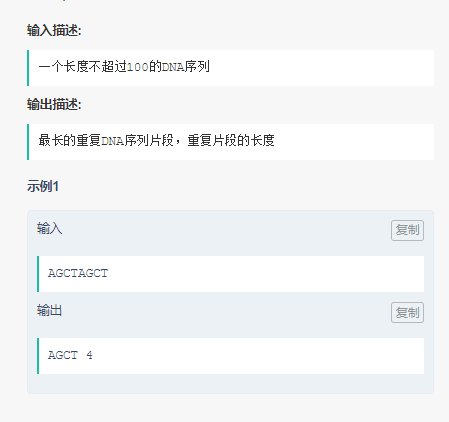 输入描述:
一个长度不超过100的DNA序列
输出描述:
最长的重复DNA序列片段，重复片段的长度
示例1
输入
复制
AGCTAGCT
输出
复制
AGCT 4